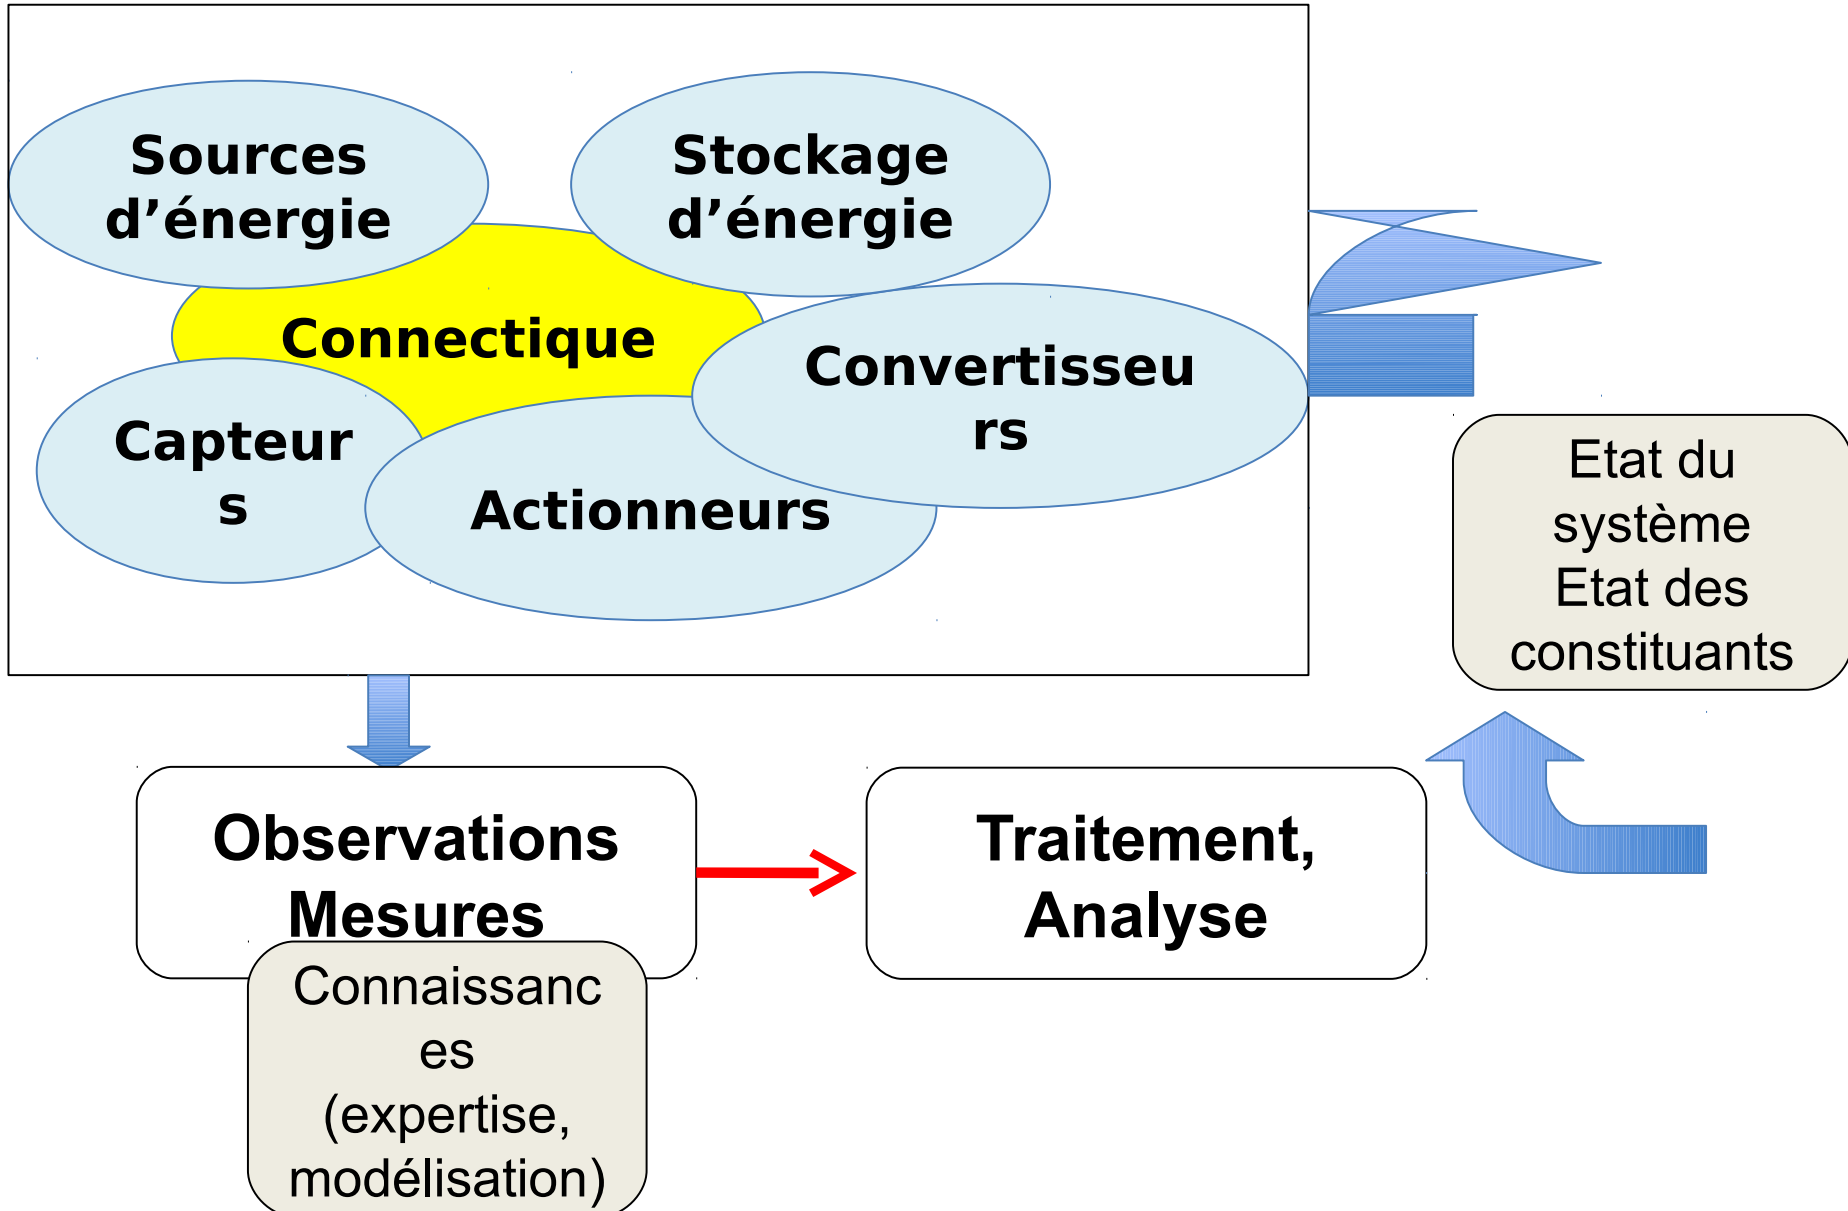 Sources
d’énergie
Stockage
d’énergie
Connectique
Convertisseu
rs
Capteur
s
Actionneurs
Etat du
système
Etat des
constituants
Observations
Mesures
Traitement,
Analyse
Connaissanc
es
(expertise,
modélisation)